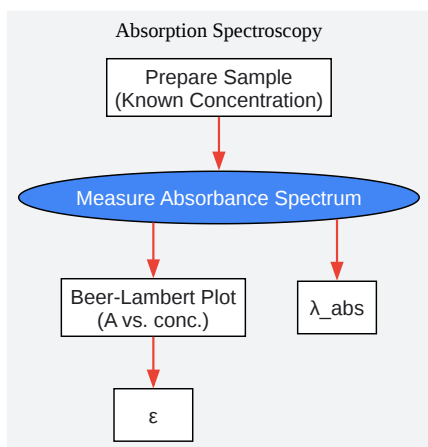 Absorption Spectroscopy
Prepare Sample
(Known Concentration)
Measure Absorbance Spectrum
Beer-Lambert Plot
(A vs. conc.)
λ_abs
ε